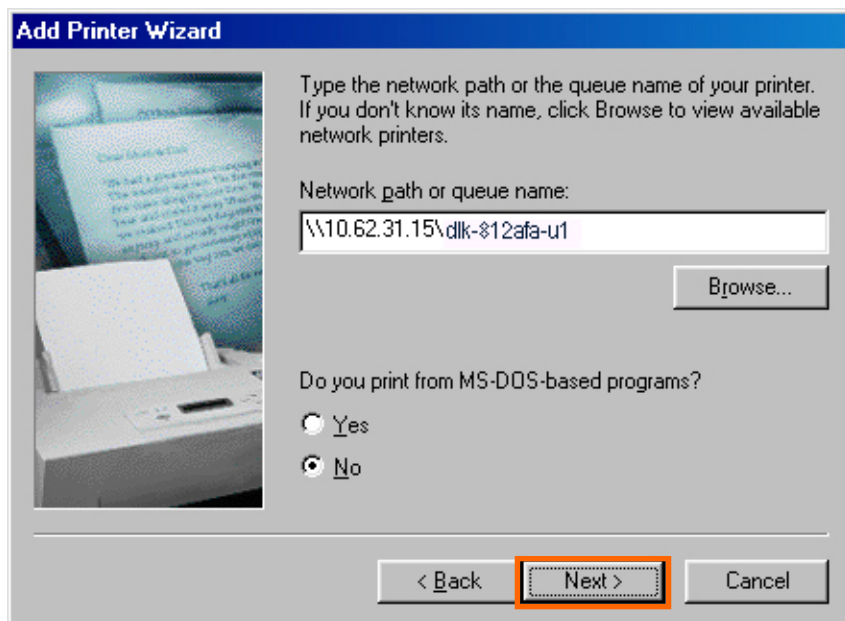 Add Printer Wizard
Type the network path or the queue name of your printer.
If you don't know its name, click Browse to view available
network printers.
Network path or queue name:
\\10.62.31.15\dlk-812afa-u1
Browse...
Do you print from MS-DOS-based programs?
Yes
No
< Back Next > Cancel